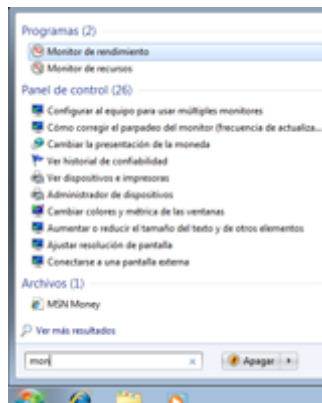 Programas (2)
Monitor de rendimiento
Monitor de recursos
Panel de control (26)
Configurar al equipo para usar múltiples monitores
Cómo corregir el parpadeo del monitor (frecuencia de actualiza...
Cambiar la presentación de la moneda
Ver historial de confiabilidad
Ver dispositivos e impresoras
Administrador de dispositivos
Cambiar colores y métrica de las ventanas
Aumentar o reducir el tamaño del texto y de otros elementos
Ajustar resolución de pantalla
Conectarse a una pantalla externa
Archivos (1)
MSN Money
Ver más resultados
mon
Apagar